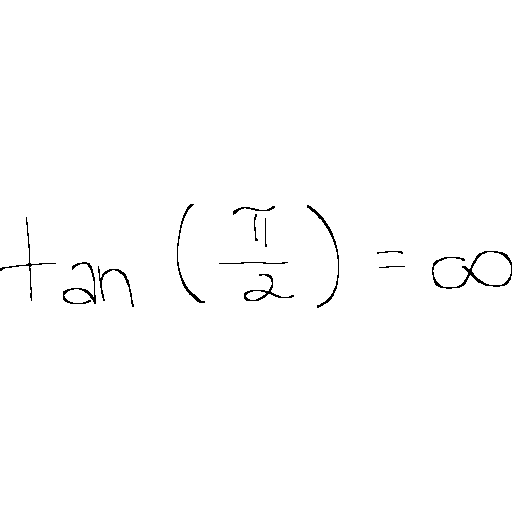 tan(π/2) = ∞